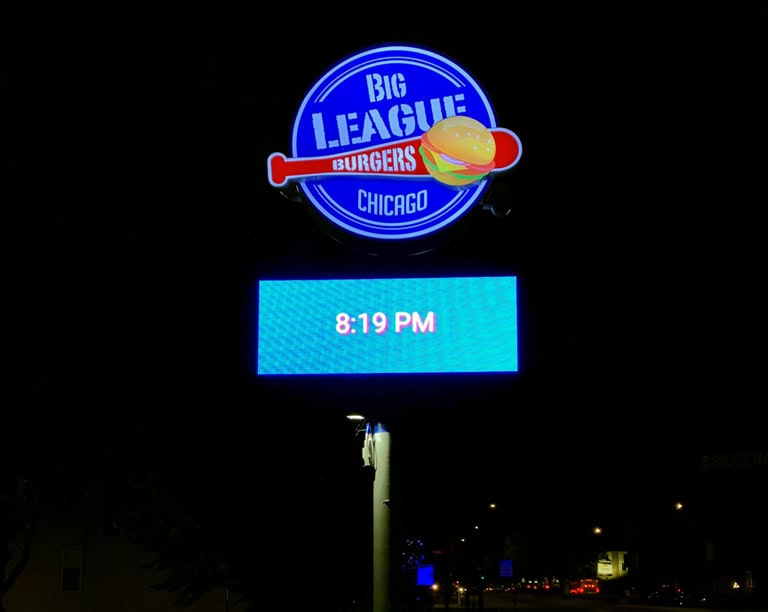 BIG
LEAGUE
BURGERS
CHICAGO
8:19 PM